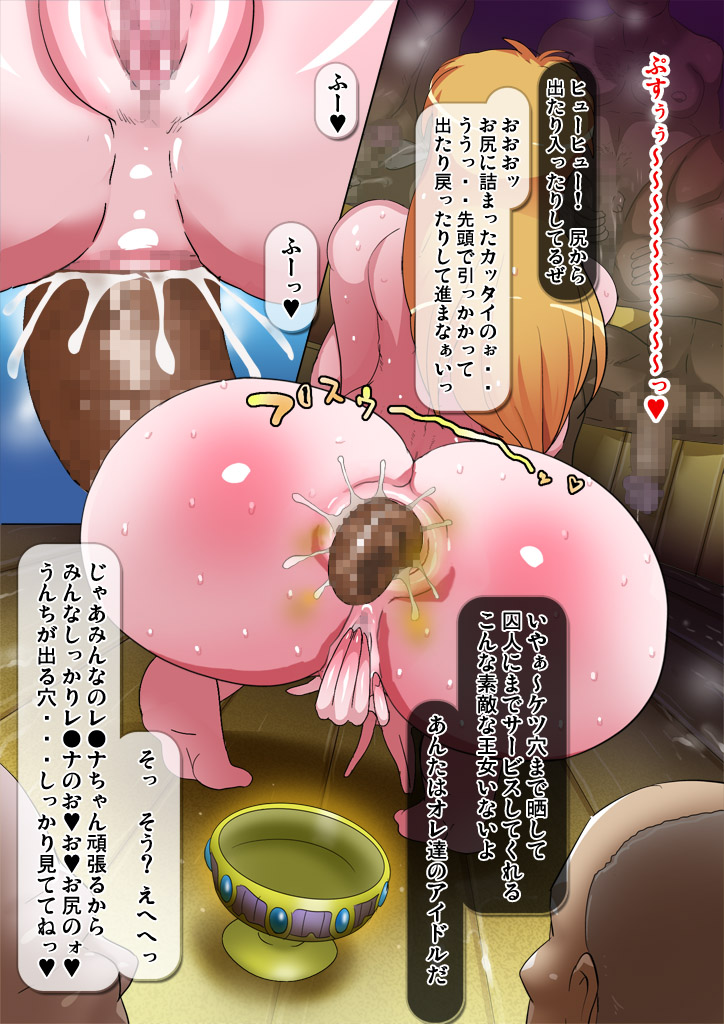 ぷすぅぅ～～～～～～～～～っ♥
ヒューヒュー！　尻から
出たり入ったりしてるぜ
おおおッ
お尻に詰まったカッタイのぉ・・
ううっ・・先頭で引っかかって
出たり戻ったりして進まなぁいっ
ふー♥
ふーっ♥
ブスゥーーーっ♡
いやぁ～ケツ穴まで晒して
囚人にまでサービスしてくれる
こんな素敵な王女いないよ
あんたはオレ達のアイドルだ
そっ　そう？えへへっ
じゃあみんなのレ●ナちゃん頑張るから
みんなしっかりレ●ナのお♥お♥お尻のォ♥
うんちが出る穴・・・しっかり見ててねっ♥